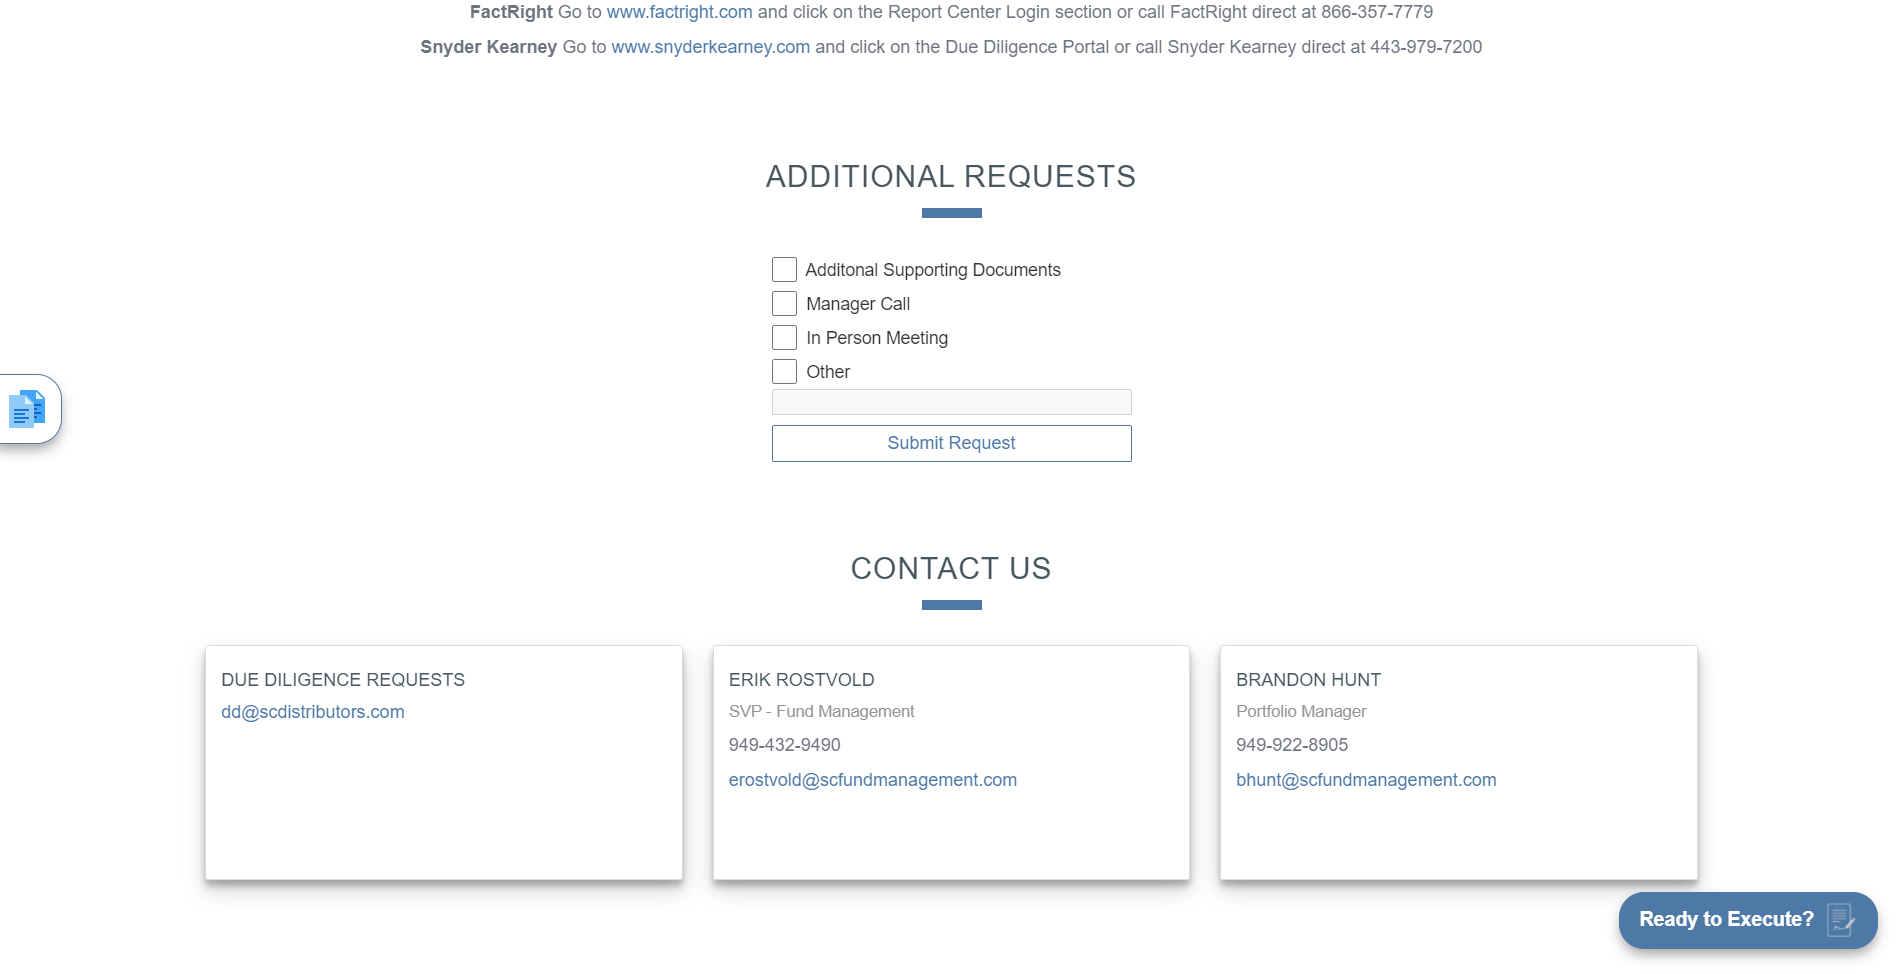 FactRight Go to www.factright.com and click on the Report Center Login section or call FactRight direct at 866-357-7779
Snyder Kearney Go to www.snyderkearney.com and click on the Due Diligence Portal or call Snyder Kearney direct at 443-979-7200
ADDITIONAL REQUESTS
Additonal Supporting Documents
Manager Call
In Person Meeting
Other
Submit Request
CONTACT US
DUE DILIGENCE REQUESTS
dd@scdistributors.com
ERIK ROSTVOLD
SVP - Fund Management
949-432-9490
erostvold@scfundmanagement.com
BRANDON HUNT
Portfolio Manager
949-922-8905
bhunt@scfundmanagement.com
Ready to Execute?